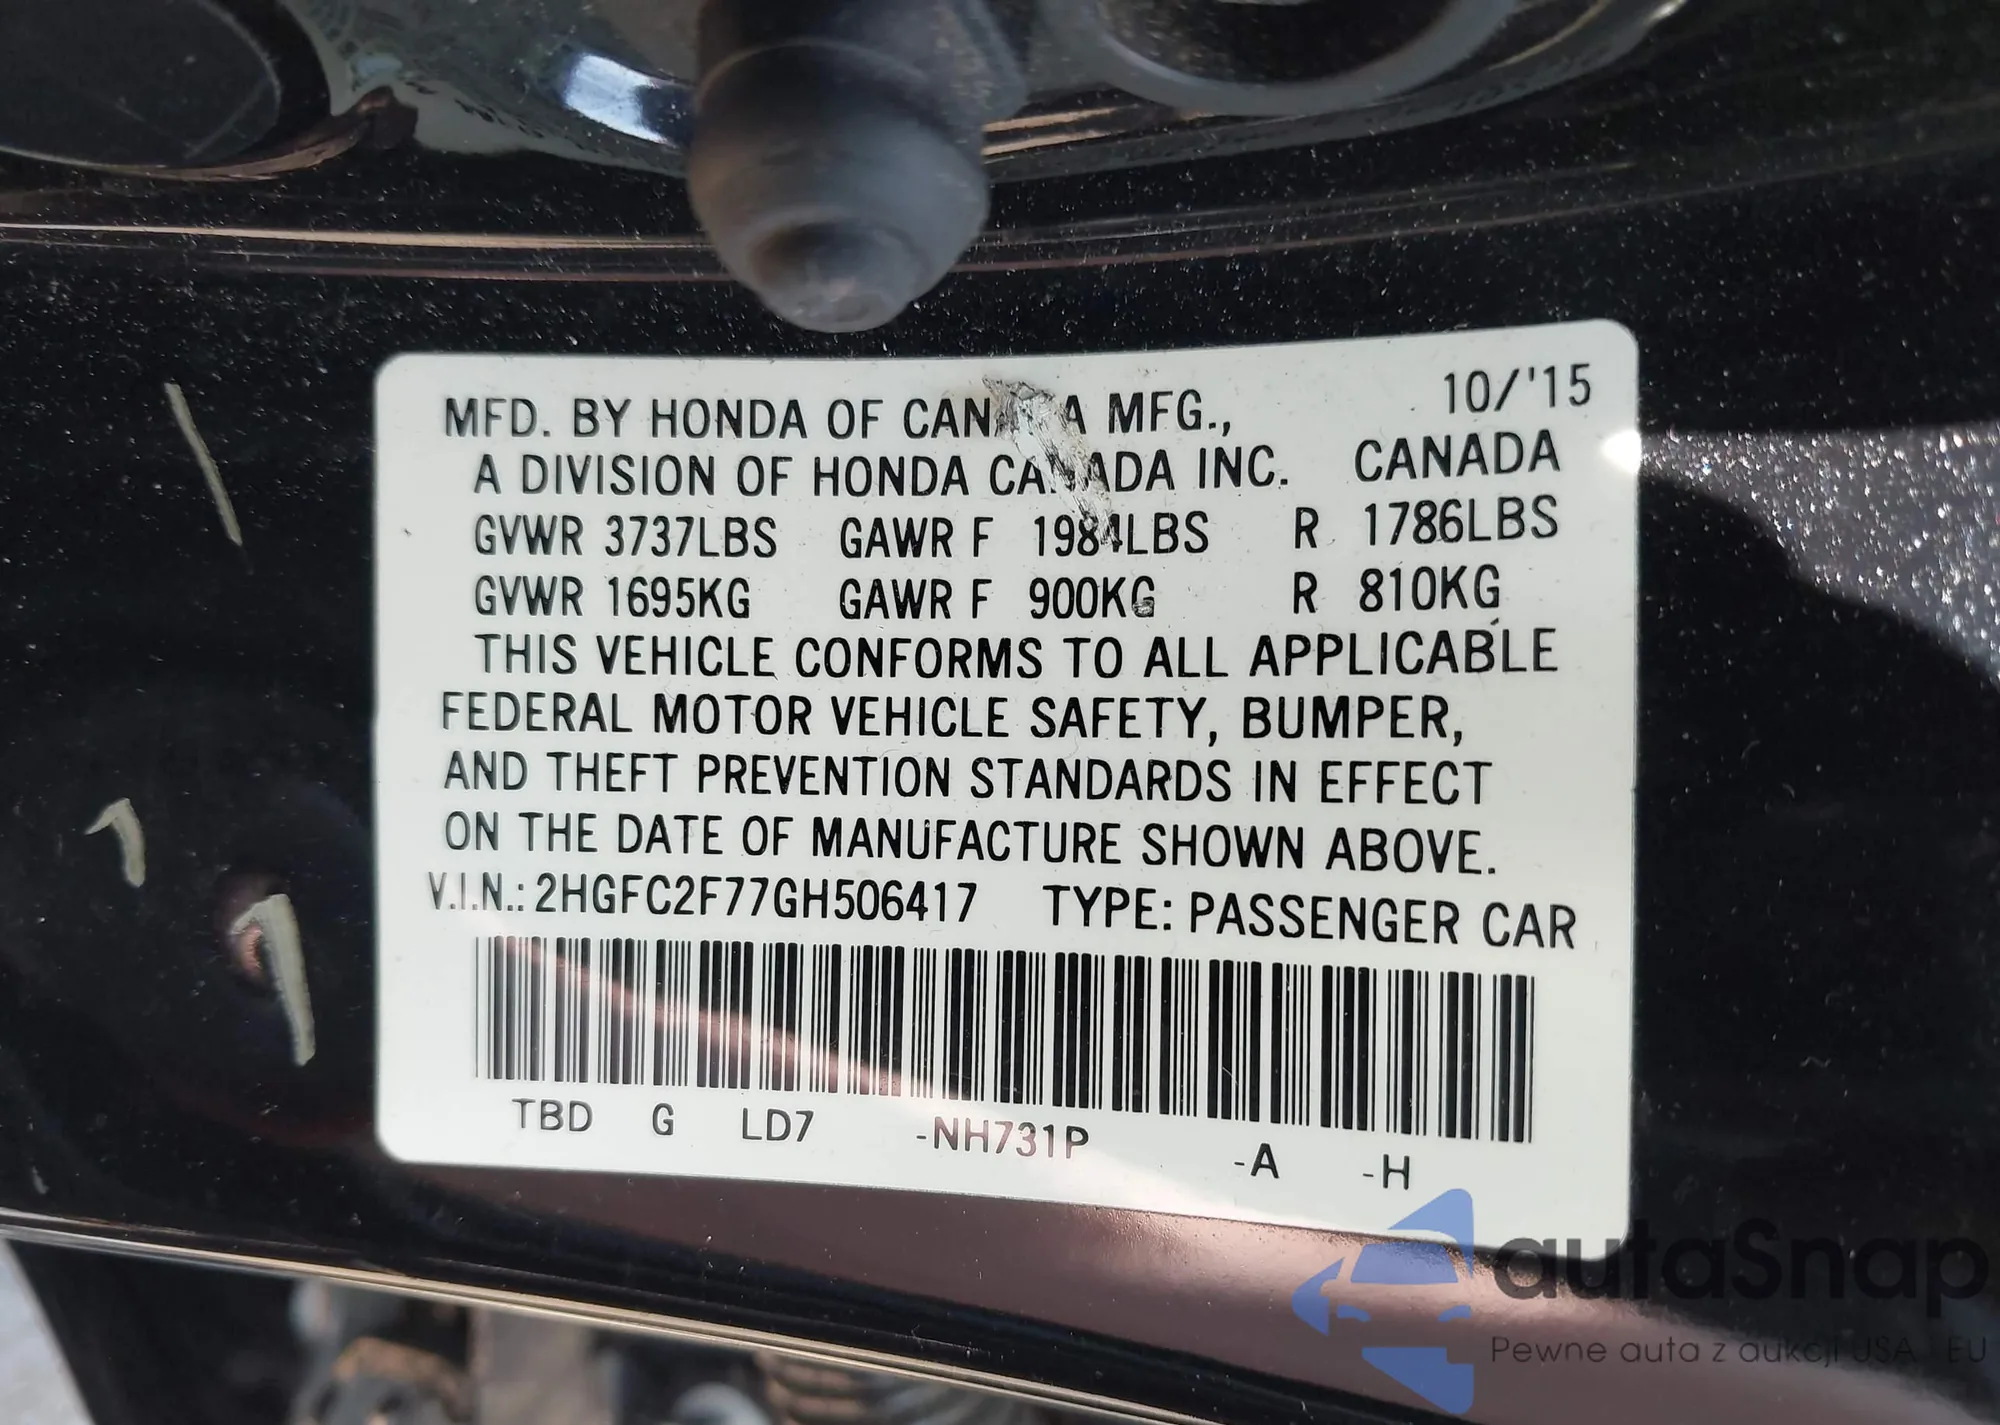 MFD. BY HONDA OF CANADA MFG., 10/'15
A DIVISION OF HONDA CANADA INC. CANADA
GVWR 3737LBS GAWR F 1984LBS R 1786LBS
GVWR 1695KG GAWR F 900KG R 810KG
THIS VEHICLE CONFORMS TO ALL APPLICABLE
FEDERAL MOTOR VEHICLE SAFETY, BUMPER,
AND THEFT PREVENTION STANDARDS IN EFFECT
ON THE DATE OF MANUFACTURE SHOWN ABOVE.
V.I.N.: 2HGFC2F77GH506417 TYPE: PASSENGER CAR
TBD G LD7 -NH731P -A -H
autaSnap
Pewne auta z aukcji USA i EU